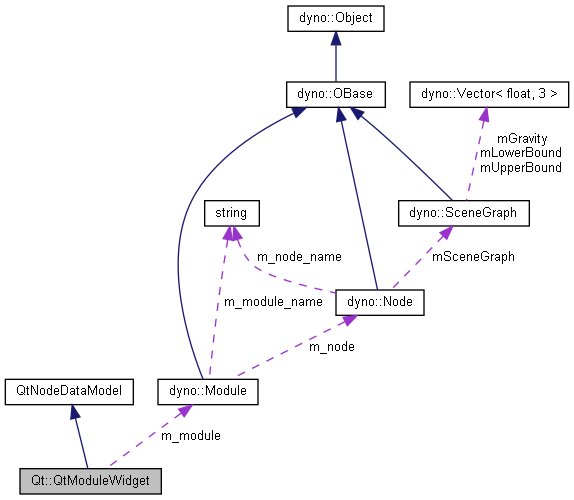 dyno::Object
dyno::OBase
dyno::Vector< float, 3 >
mGravity
mLowerBound
mUpperBound
string
dyno::SceneGraph
m_node_name
mSceneGraph
m_module_name
dyno::Node
m_node
QtNodeDataModel
dyno::Module
m_module
Qt::QtModuleWidget